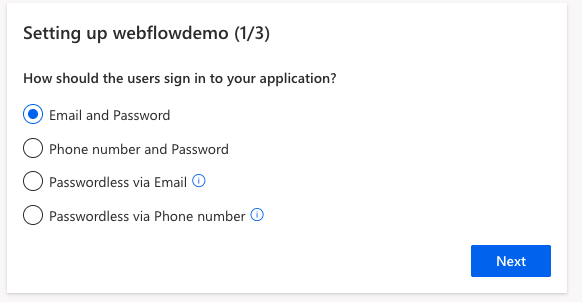 Setting up webflowdemo (1/3)
How should the users sign in to your application?
Email and Password
Phone number and Password
Passwordless via Email
Passwordless via Phone number
Next